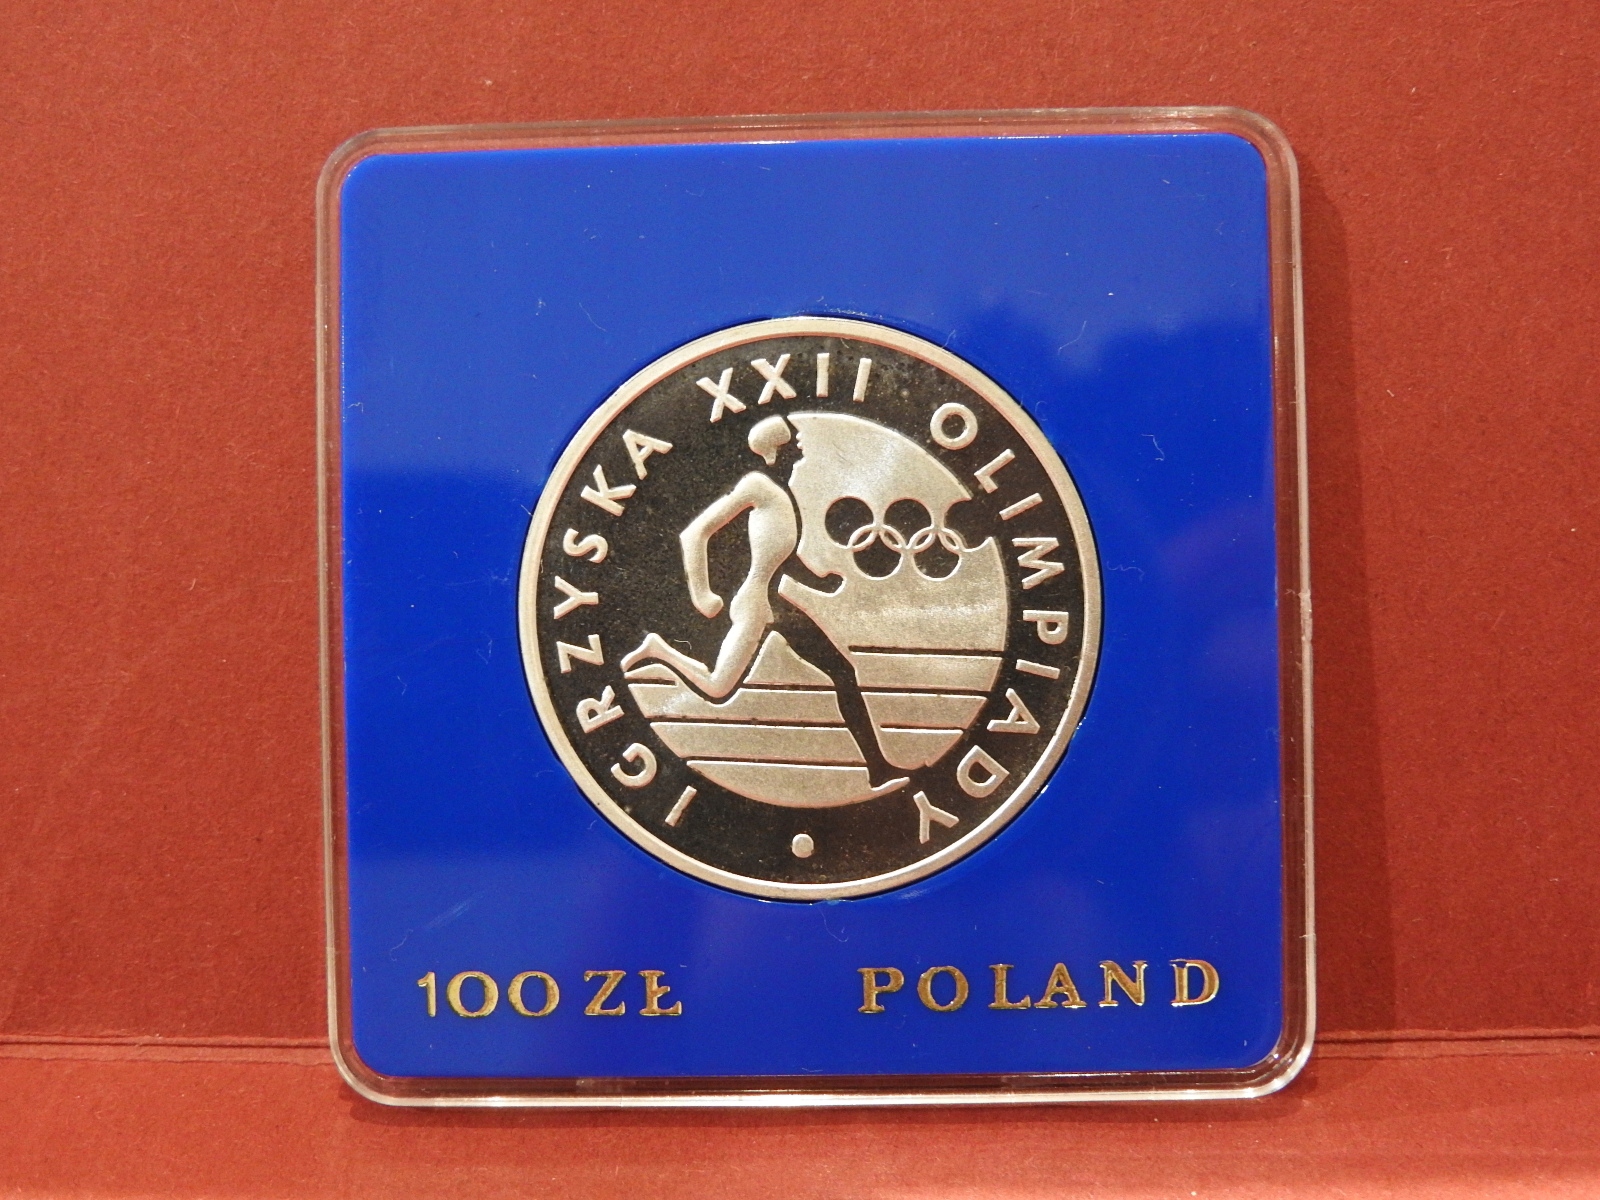 IGRZYSKA XXII OLIMPIADY
100 ZŁ POLAND